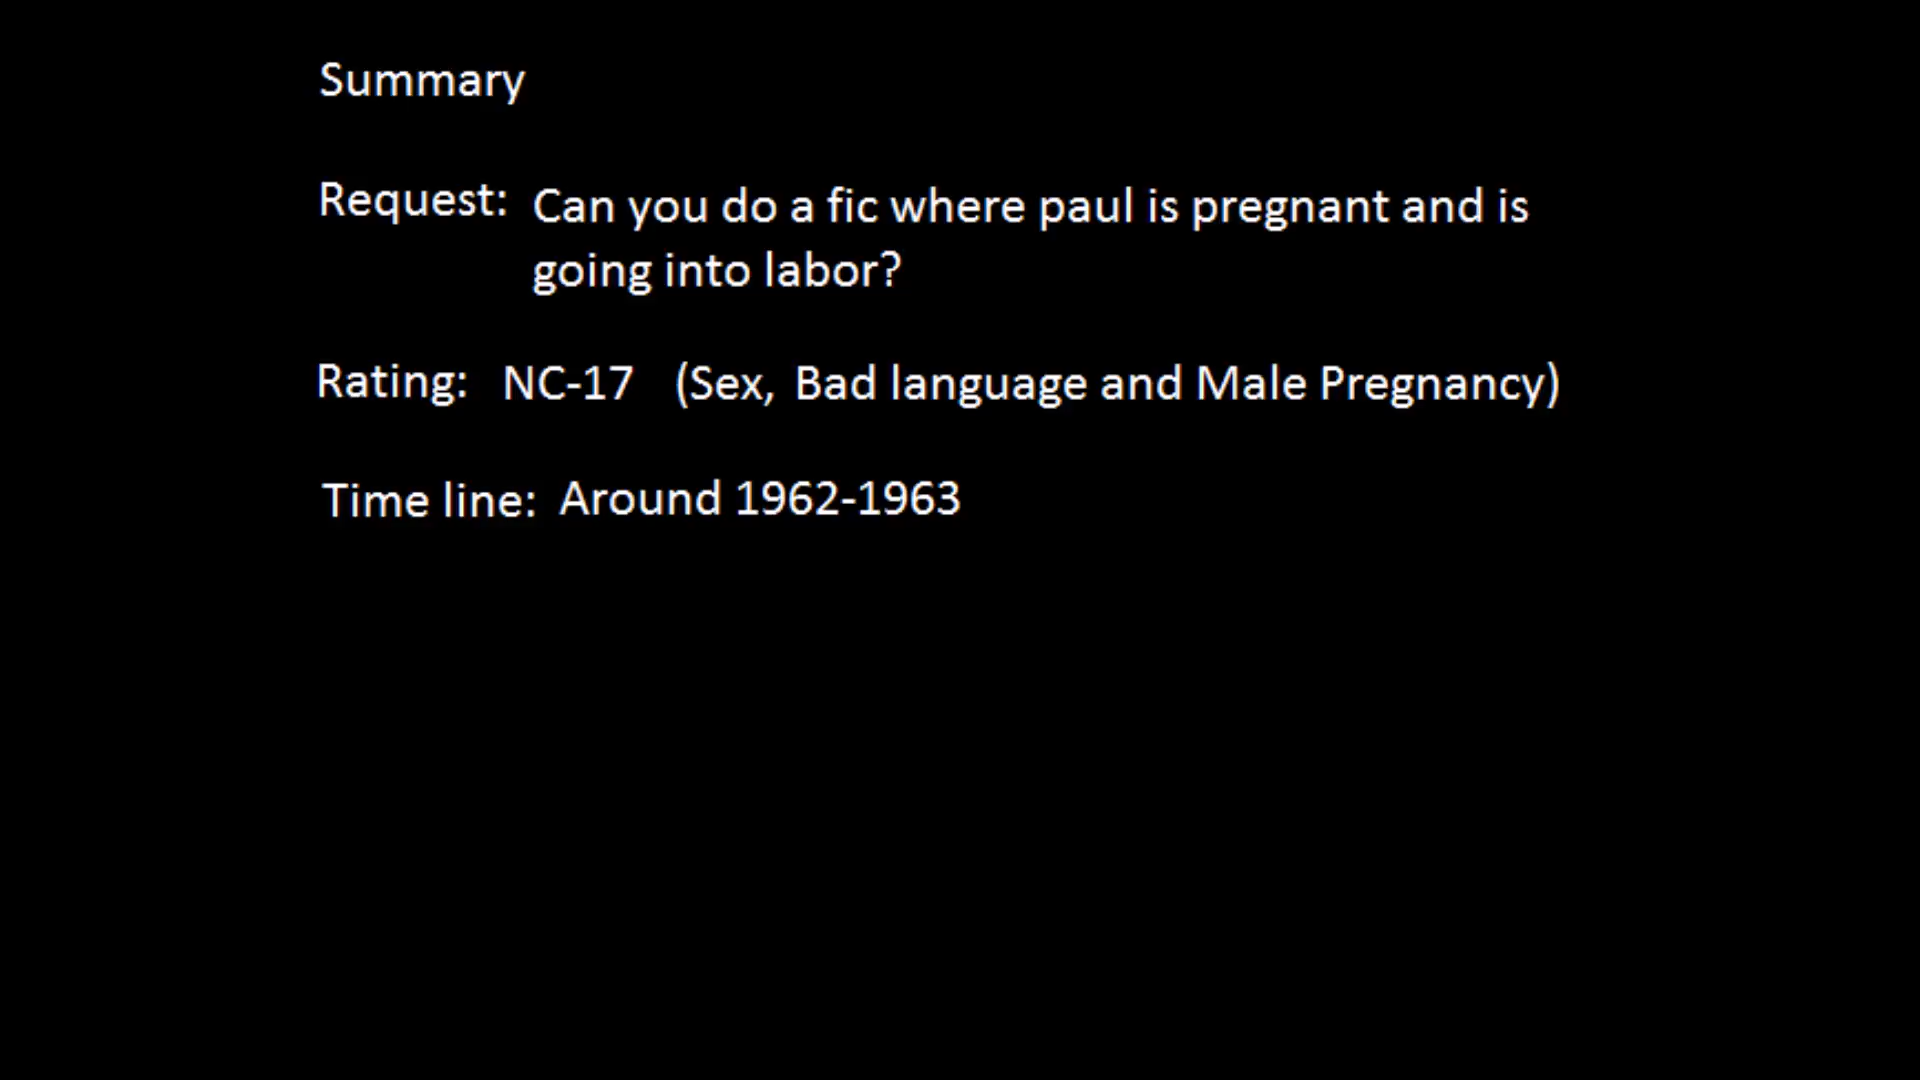 Summary
Request: Can you do a fic where paul is pregnant and is
going into labor?
Rating: NC-17 (Sex, Bad language and Male Pregnancy)
Time line: Around 1962-1963